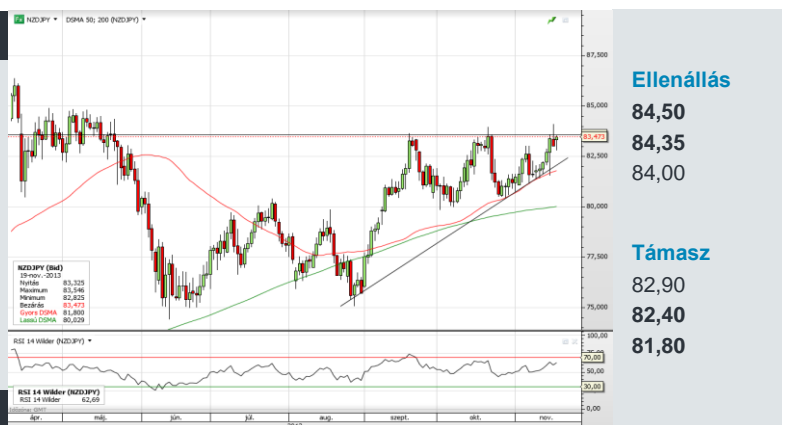 NZDJPY ▾ DSMA 50; 200 (NZDJPY) ▾
87,500
85,000
83,473
82,500
80,000
77,500
75,000
NZDJPY (Bid)
19-nov.-2013
Nyitás 83,325
Maximum 83,546
Minimum 82,825
Bezárás 83,473
Gyors DSMA 81,800
Lassú DSMA 80,029
RSI 14 Wilder (NZDJPY) ▾
100,00
70,00
50,00
30,00
0,00
RSI 14 Wilder (NZDJPY)
RSI 14 Wilder 62,69
ápr. máj. jún. júl. aug. szept. okt. nov.
Ellenállás
84,50
84,35
84,00
Támasz
82,90
82,40
81,80